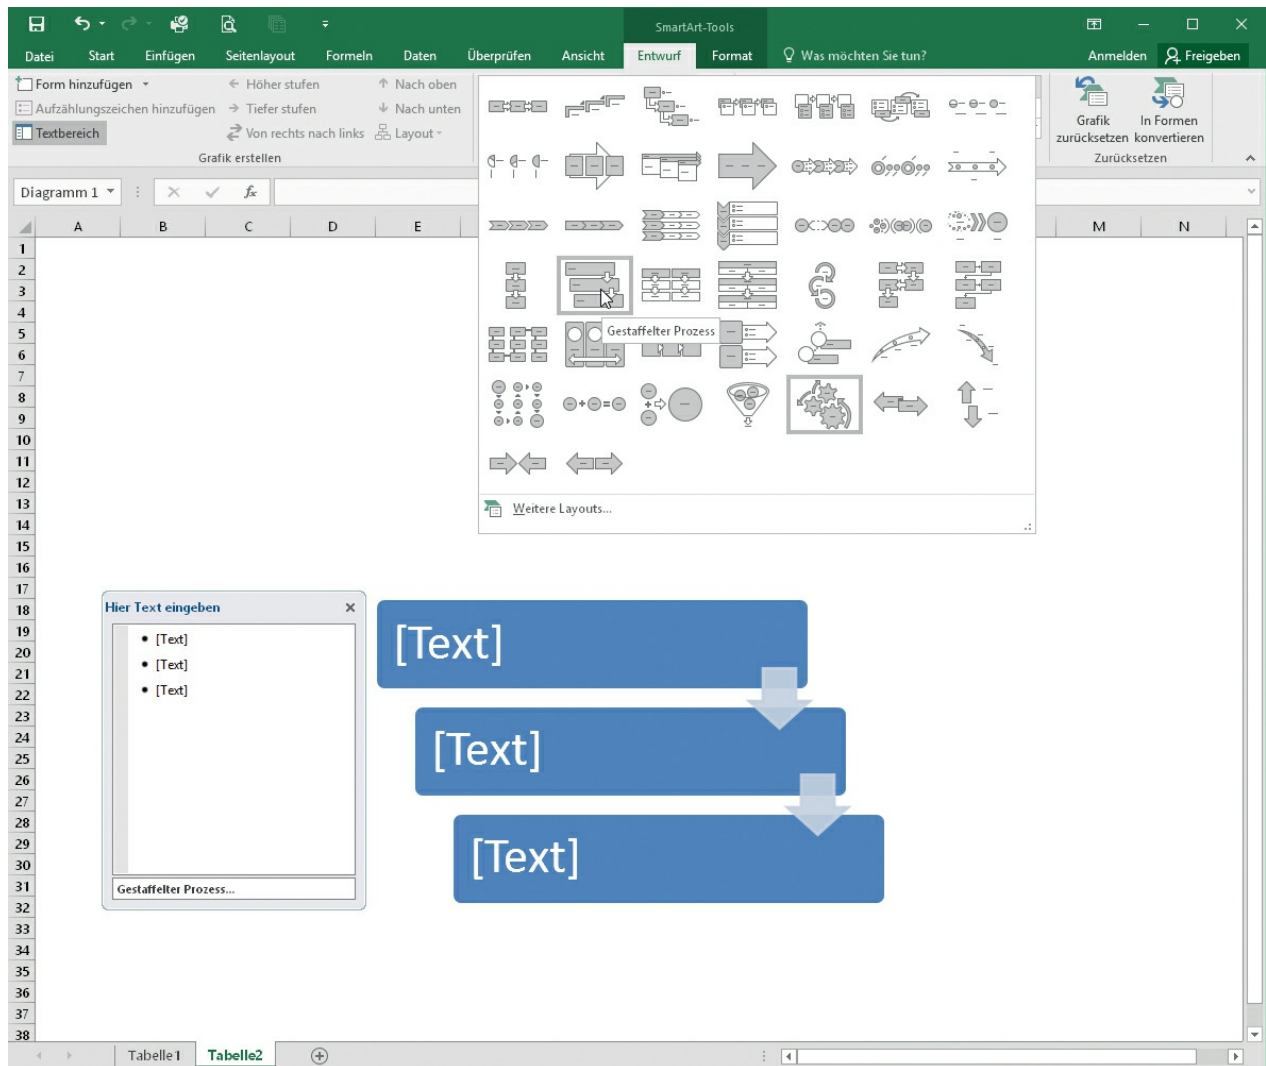 SmartArt-Tools
Datei Start Einfügen Seitenlayout Formeln Daten Überprüfen Ansicht Entwurf Format Was möchten Sie tun? Anmelden Freigeben
Form hinzufügen Höher stufen Nach oben
Aufzählungszeichen hinzufügen Tiefer stufen Nach unten
Textbereich Von rechts nach links Layout
Grafik erstellen
Grafik zurücksetzen
In Formen konvertieren
Zurücksetzen
Diagramm 1 fx
A B C D E M N
1
2
3
4
5
6
7
8
9
10
11
12
13
14
15
16
17
18
19
20
21
22
23
24
25
26
27
28
29
30
31
32
33
34
35
36
37
38
Gestaffelter Prozess
Weitere Layouts...
Hier Text eingeben
[Text]
[Text]
[Text]
Gestaffelter Prozess...
[Text]
[Text]
[Text]
Tabelle1 Tabelle2